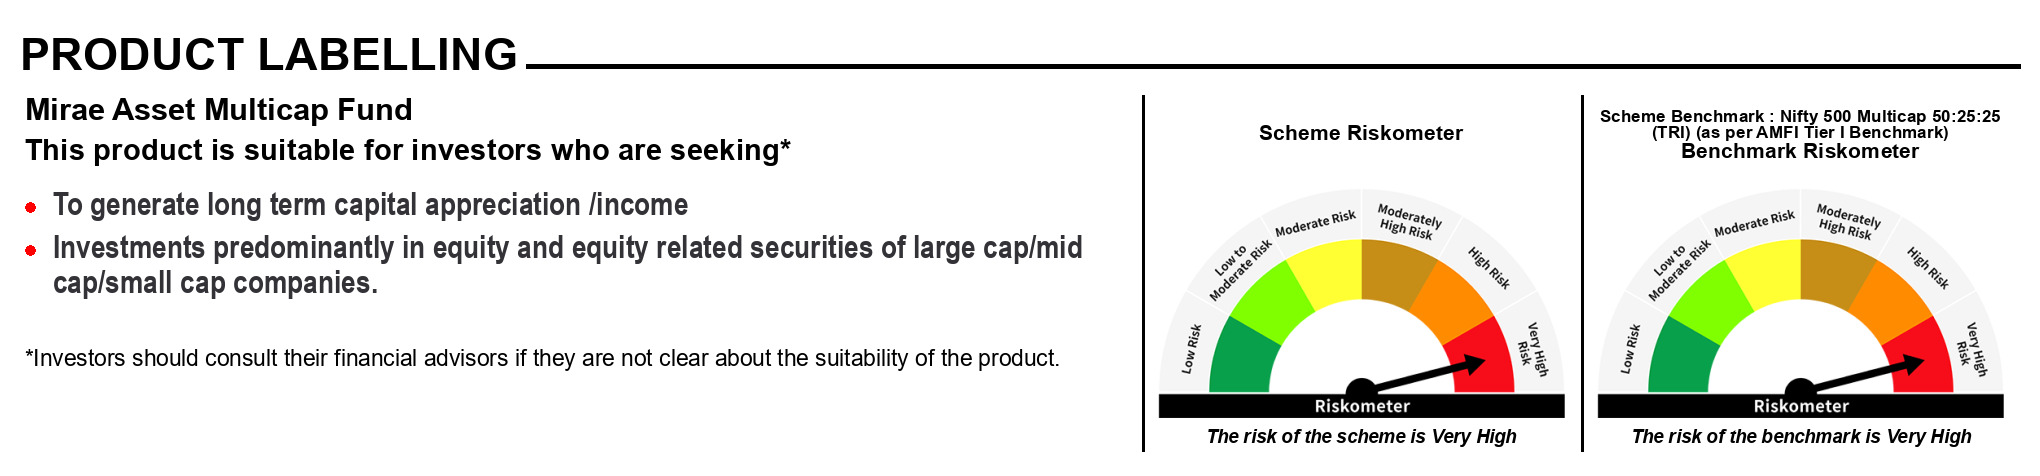 PRODUCT LABELLING
Mirae Asset Multicap Fund
This product is suitable for investors who are seeking*
To generate long term capital appreciation /income
Investments predominantly in equity and equity related securities of large cap/mid
cap/small cap companies.
*Investors should consult their financial advisors if they are not clear about the suitability of the product.
Scheme Riskometer
Low Risk
Low to
Moderate Risk
Moderate Risk
Moderately
High Risk
High Risk
Very High
Risk
Riskometer
The risk of the scheme is Very High
Scheme Benchmark : Nifty 500 Multicap 50:25:25
(TRI) (as per AMFI Tier I Benchmark)
Benchmark Riskometer
Low Risk
Low to
Moderate Risk
Moderate Risk
Moderately
High Risk
High Risk
Very High
Risk
Riskometer
The risk of the benchmark is Very High